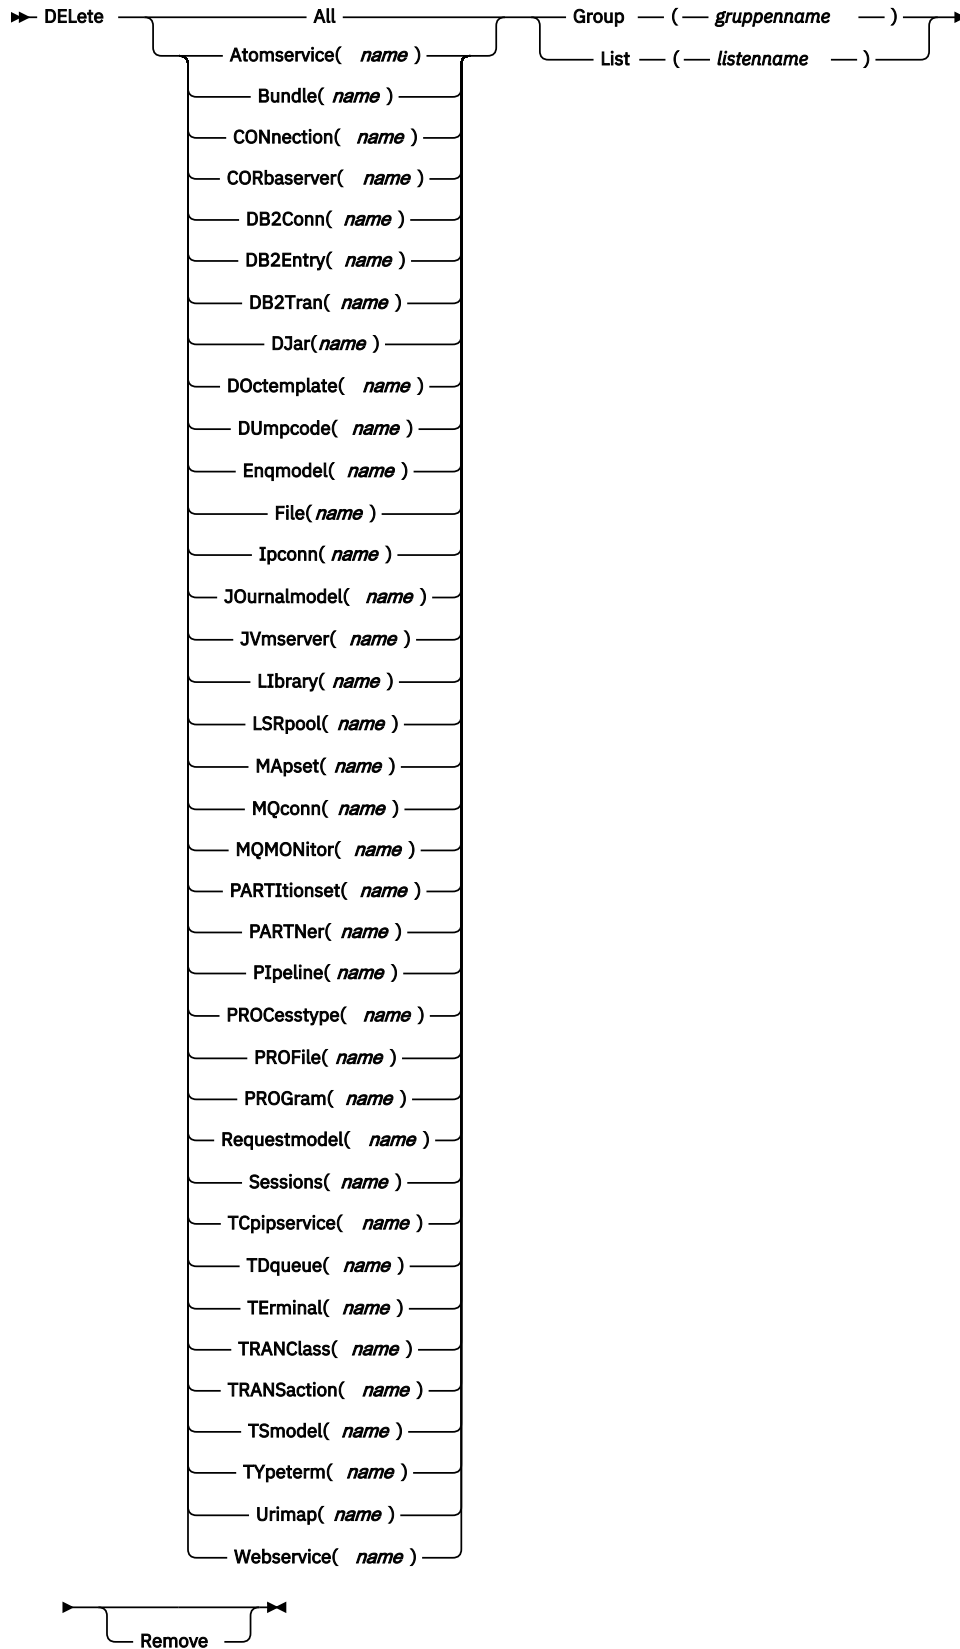 DELete All Group ( gruppenname )
Atomservice( name ) List ( listenname )
Bundle( name )
CONnection( name )
CORbaserver( name )
DB2Conn( name )
DB2Entry( name )
DB2Tran( name )
DJar(name )
DOctemplate( name )
DUmpcode( name )
Enqmodel( name )
File(name )
Ipconn( name )
JOurnalmodel( name )
JVmserver( name )
LIbrary( name )
LSRpool( name )
MApset( name )
MQconn( name )
MQMONitor( name )
PARTItionset( name )
PARTNer( name )
PIpeline( name )
PROCesstype( name )
PROFile( name )
PROGram( name )
Requestmodel( name )
Sessions( name )
TCpipservice( name )
TDqueue( name )
TErminal( name )
TRANClass( name )
TRANSaction( name )
TSmodel( name )
TYpeterm( name )
Urimap( name )
Webservice( name )
Remove